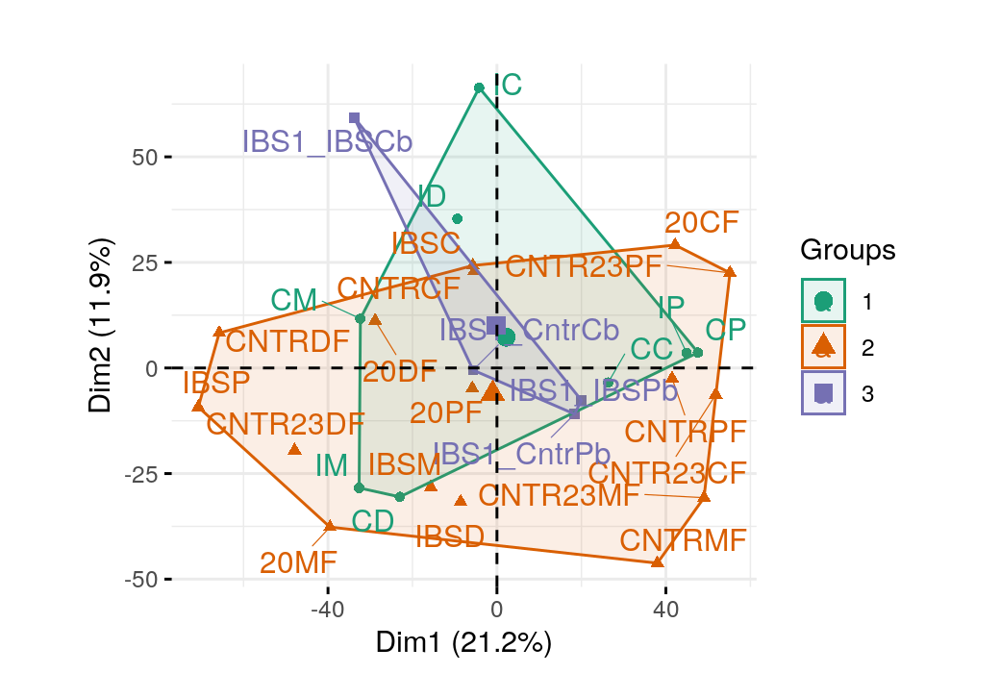 IC
IBS1_IBSCb
50
ID
20CF
IBSC
25
CNTR23PF
CNTRCF
Groups
CM
IP
1
IBS1_CntrCb
CP
CNTRDF
CC
2
0
20DF
IBSP
IBS1_IBSPb
3
20PF
CNTR23DF
CNTRPF
IBS1_CntrPb
IM
IBSM
-25
CNTR23CF
CNTR23MF
CD
IBSD
CNTRMF
20MF
-50
-40
0
40
Dim1 (21.2%)
Dim2 (11.9%)